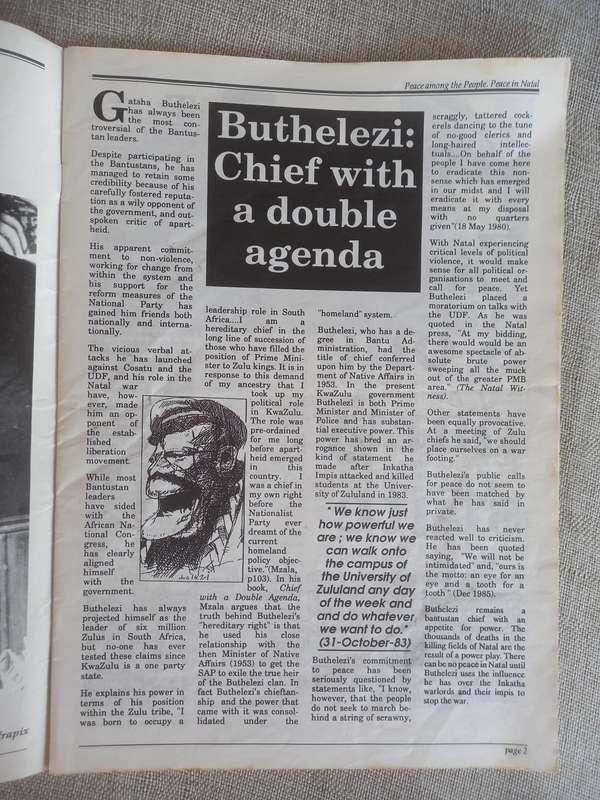 Peace among the People. Peace in Natal
Buthelezi:
Chief with
a double
agenda
Gatsha Buthelezi
has always been
the most con-
troversial of the Bantus-
tan leaders.
Despite participating in
the Bantustans, he has
managed to retain some
credibility because of his
carefully fostered reputa-
tion as a wily opponent of
the government, and out-
spoken critic of apart-
heid.
His apparent commit-
ment to non-violence,
working for change from
within the system and
his support for the
reform measures of the
National Party has
gained him friends both
nationally and interna-
tionally.
The vicious verbal at-
tacks he has launched
against Cosatu and the
UDF, and his role in the
Natal war
have, how-
ever, made
him an op-
ponent of
the estab-
lished
liberation
movement.
While most
Bantustan
leaders
have sided
with the
African Na-
tional Con-
gress, he
has clearly
aligned
himself
with the
government.
Buthelezi has always
projected himself as the
leader of six million
Zulus in South Africa,
but no-one has ever
tested these claims since
KwaZulu is a one party
state.
He explains his power in
terms of his position
within the Zulu tribe, "I
was born to occupy a
leadership role in South
Africa....I am a
hereditary chief in the
long line of succession of
those who have filled the
position of Prime Mini-
ster to Zulu kings. It is in
response to this demand
of my ancestry that I
took up my
political
role in
KwaZulu.
The role was
pre-ordained
for me long
before apart-
heid emerged
in this
country. I
was a chief in
my own right
before the
Nationalist
Party ever
dreamt of the
current
homeland
policy objec-
tive."(Mzala,
p103). In his
book, Chief
with a Double Agenda,
Mzala argues that the
truth behind Buthelezi's
"hereditary right" is that
he used his close
relationship with the
then Minister of Native
Affairs (1953) to get the
SAP to exile the true heir
of the Buthelezi clan. In
fact Buthelezi's chieftan-
ship and the power that
came with it was consol-
idated under the
"homeland" system.
Buthelezi, who has a de-
gree in Bantu Ad-
ministration, had the
title of chief conferred
upon him by the Depart-
ment of Native Affairs in
1953. In the present
KwaZulu government
Buthelezi is both Prime
Minister and Minister of
Police and has substan-
tial executive power. This
power has bred an ar-
rogance shown in the
kind of statement he
made after Inkatha
Impis attacked and killed
students at the Univer-
sity of Zululand in 1983.
"We know just
how powerful we
are ; we know we
can walk onto
the campus of
the University of
Zululand any day
of the week and
and do whatever
we want to do."
(31-October-83)
Buthelezi's commitment
to peace has been
seriously questioned by
statements like, "I know,
however, that the people
do not seek to march be-
hind a string of scrawny,
scraggly, tattered cock-
erels dancing to the tune
of no-good clerics and
long-haired intellec-
tuals....On behalf of the
people I have come here
to eradicate this non-
sense which has emerged
in our midst and I will
eradicate it with every
means at my disposal
with no quarters
given"(18 May 1980).
With Natal experiencing
critical levels of political
violence, it would make
sense for all political or-
ganisations to meet and
call for peace. Yet
Buthelezi placed a
moratorium on talks with
the UDF. As he was
quoted in the Natal
press, "At my bidding,
there would would be an
awesome spectacle of ab-
solute brute power
sweeping all the muck
out of the greater PMB
area." (The Natal Wit-
ness).
Other statements have
been equally provocative.
At a meeting of Zulu
chiefs he said, "we should
place ourselves on a war
footing."
Buthelezi's public calls
for peace do not seem to
have been matched by
what he has said in
private.
Buthelezi has never
reacted well to criticism.
He has been quoted
saying, "We will not be
intimidated" and, "ours is
the motto: an eye for an
eye and a tooth for a
tooth " (Dec 1985).
Buthelezi remains a
bantustan chief with an
appetite for power. The
thousands of deaths in the
killing fields of Natal are the
result of a power play. There
can be no peace in Natal until
Buthelezi uses the influence
he has over the Inkatha
warlords and their impis to
stop the war.
page 2